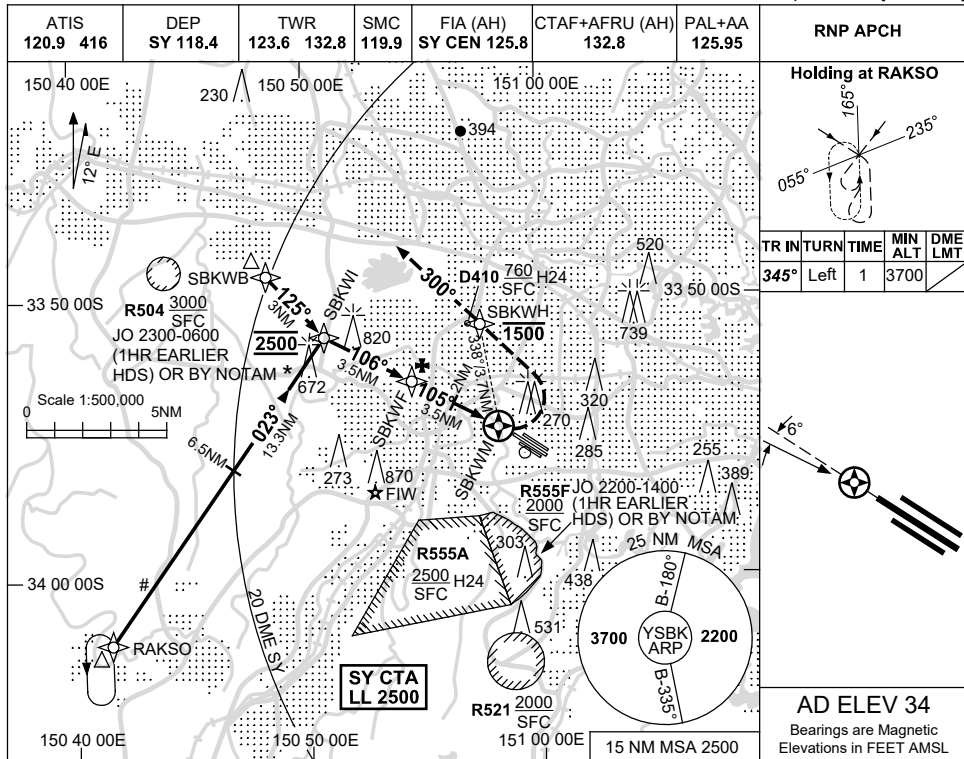 ATIS
120.9 416
DEP
SY 118.4
TWR
123.6 132.8
SMC
119.9
FIA (AH)
SY CEN 125.8
CTAF+AFRU (AH)
132.8
PAL+AA
125.95
RNP APCH
150 40 00E
150 50 00E
151 00 00E
230
394
12° E
Holding at RAKSO
165°
235°
055°
TR IN TURN TIME MIN ALT DME LMT
345° Left 1 3700
SBKWB
125°
3NM
SBKWI
300°
D410 760 SFC H24
520
33 50 00S
33 50 00S
R504 3000 SFC
JO 2300-0600
(1HR EARLIER
HDS) OR BY NOTAM *
2500
820
672
SBKWH
1500
739
106°
3.5NM
338°/3.7NM
2NM
Scale 1:500,000
0 5NM
023°
13.3NM
6.5NM
SBKWF
105°
3.5NM
270
320
285
SBKWM
273
870
FIW
255
389
6°
R555F 2000 SFC
JO 2200-1400
(1HR EARLIER
HDS) OR BY NOTAM
R555A
2500 SFC H24
303
438
25 NM MSA
B-180°
3700
YSBK
ARP
2200
B-335°
34 00 00S
#
RAKSO
20 DME SY
531
SY CTA
LL 2500
R521 2000 SFC
150 40 00E
150 50 00E
151 00 00E
15 NM MSA 2500
AD ELEV 34
Bearings are Magnetic
Elevations in FEET AMSL